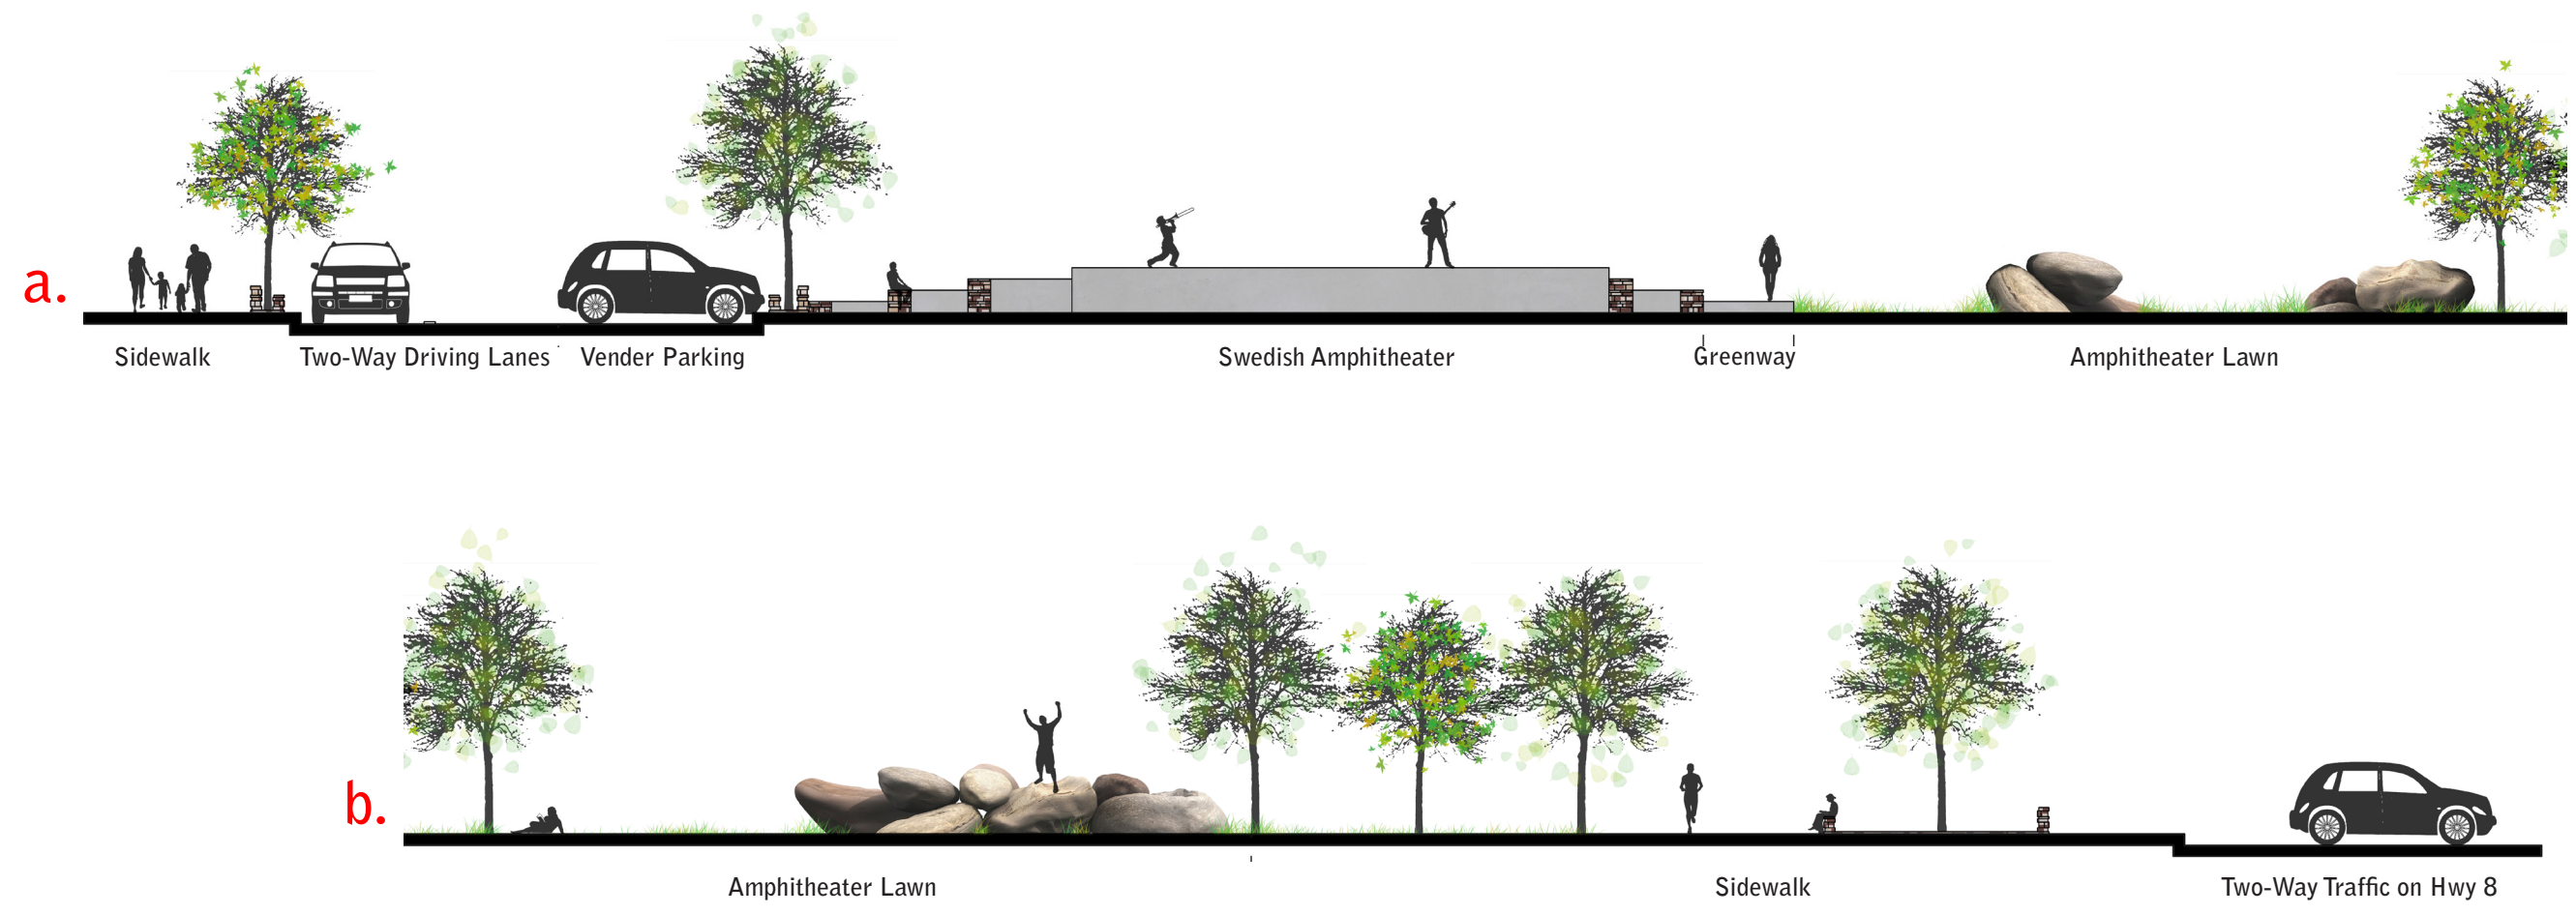 a.
Sidewalk
Two-Way Driving Lanes
Vender Parking
Swedish Amphitheater
Greenway
Amphitheater Lawn
b.
Amphitheater Lawn
Sidewalk
Two-Way Traffic on Hwy 8